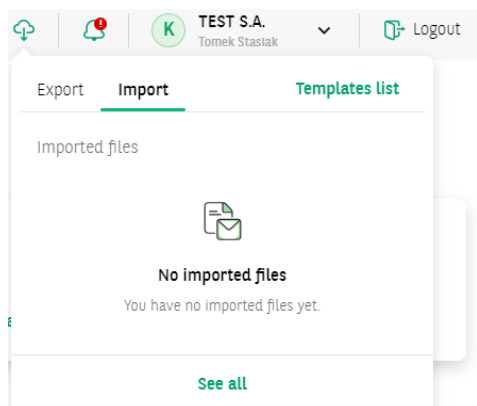 K
TEST S.A.
Tomek Stasiak
Logout
Export Import Templates list
Imported files
No imported files
You have no imported files yet.
See all